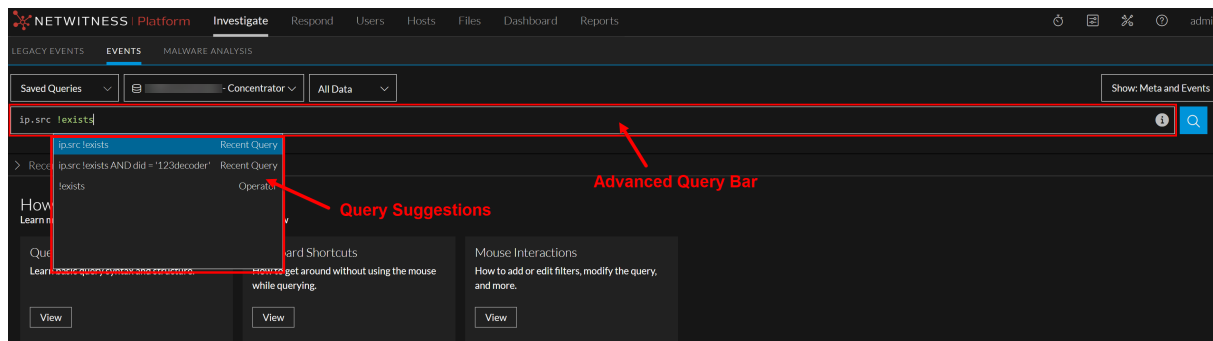 NETWITNESS | Platform Investigate Respond Users Hosts Files Dashboard Reports admi
LEGACY EVENTS EVENTS MALWARE ANALYSIS
Saved Queries - Concentrator All Data Show: Meta and Events
ip.src !exists
ip.src !exists Recent Query
> Rece ip.src !exists AND did = '123decoder' Recent Query
!exists Operator
Advanced Query Bar
Query Suggestions
How
Learn m
Que ard Shortcuts Mouse Interactions
Learn basic query syntax and structure. How to get around without using the mouse How to add or edit filters, modify the query,
while querying. and more.
View View View